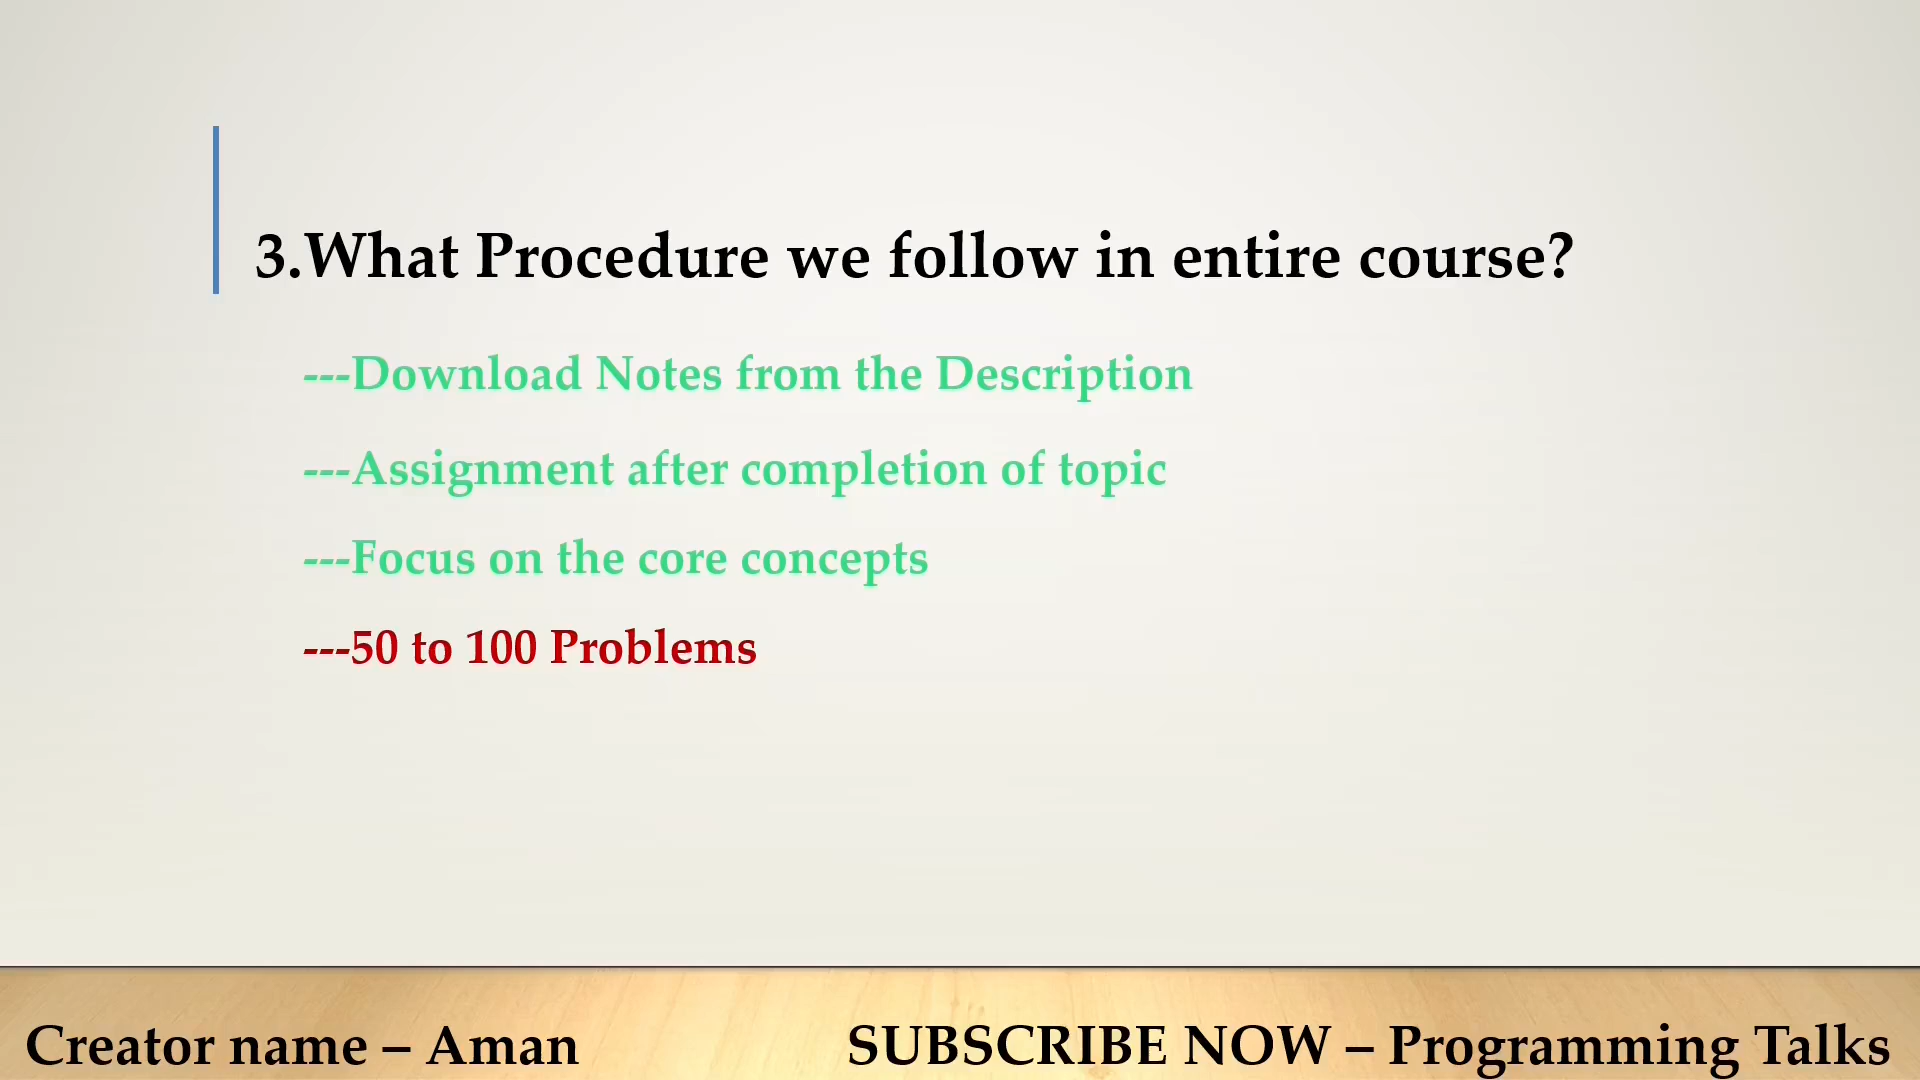 3.What Procedure we follow in entire course?
---Download Notes from the Description
---Assignment after completion of topic
---Focus on the core concepts
---50 to 100 Problems
Creator name – Aman
SUBSCRIBE NOW – Programming Talks